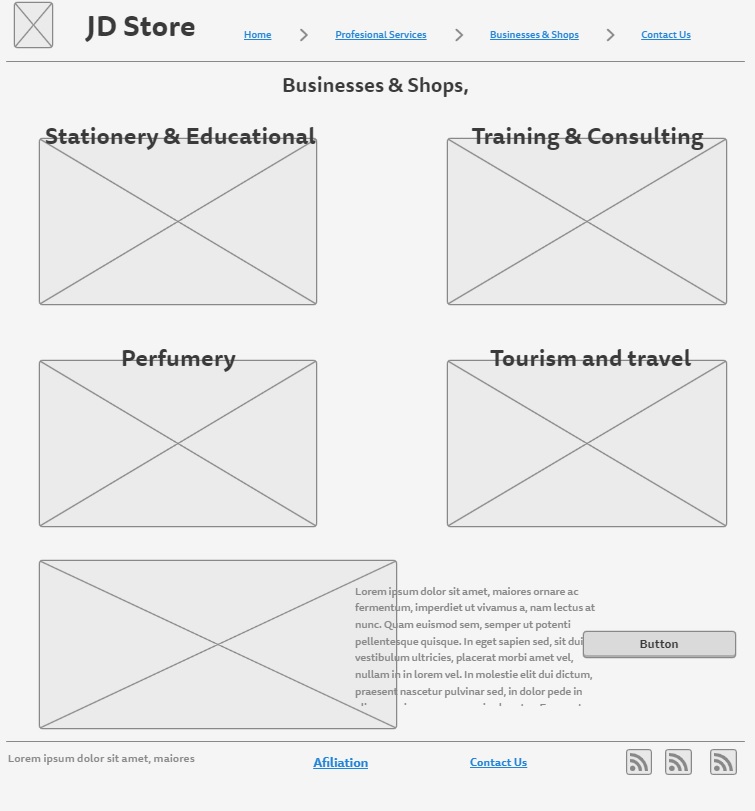 JD Store
Home
Profesional Services
Businesses & Shops
Contact Us
Businesses & Shops,
Stationery & Educational
Training & Consulting
Perfumery
Tourism and travel
Lorem ipsum dolor sit amet, maiores ornare ac
fermentum, imperdiet ut vivamus a, nam lectus at
nunc. Quam euismod sem, semper ut potenti
pellentesque quisque. In eget sapien sed, sit dui
vestibulum ultricies, placerat morbi amet vel,
nullam in in lorem vel. In molestie elit dui dictum,
praesent nascetur pulvinar sed, in dolor pede in
Button
Lorem ipsum dolor sit amet, maiores
Afiliation
Contact Us